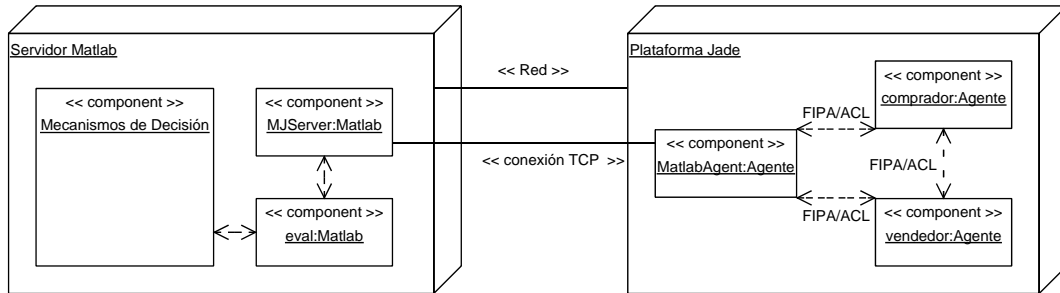 Servidor Matlab
<< component >>
Mecanismos de Decisión
<< component >>
MJServer:Matlab
<< component >>
eval:Matlab
<< Red >>
<< conexión TCP >>
Plataforma Jade
<< component >>
MatlabAgent:Agente
FIPA/ACL
FIPA/ACL
<< component >>
comprador:Agente
FIPA/ACL
<< component >>
vendedor:Agente